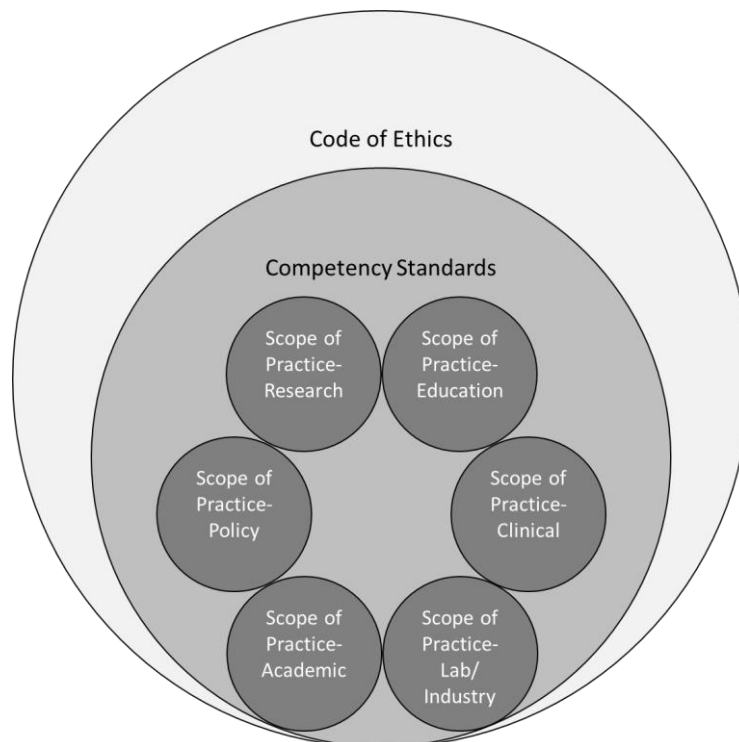 Code of Ethics
Competency Standards
Scope of
Practice-
Research
Scope of
Practice-
Education
Scope of
Practice-
Policy
Scope of
Practice-
Clinical
Scope of
Practice-
Academic
Scope of
Practice-
Lab/
Industry